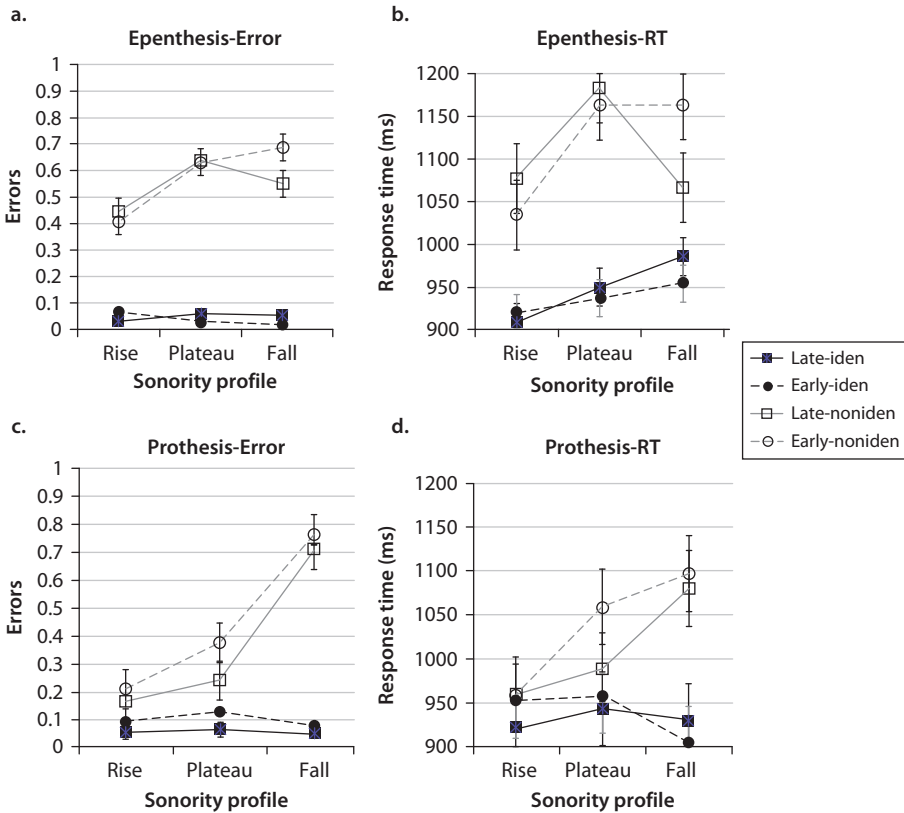 a.
Epenthesis-Error
1
0.9
0.8
0.7
0.6
0.5
0.4
0.3
0.2
0.1
0
Errors
Rise Plateau Fall
Sonority profile
b.
Epenthesis-RT
1200
1150
1100
1050
1000
950
900
Response time (ms)
Rise Plateau Fall
Sonority profile
Late-iden
Early-iden
Late-noniden
Early-noniden
c.
Prothesis-Error
1
0.9
0.8
0.7
0.6
0.5
0.4
0.3
0.2
0.1
0
Errors
Rise Plateau Fall
Sonority profile
d.
Prothesis-RT
1200
1150
1100
1050
1000
950
900
Response time (ms)
Rise Plateau Fall
Sonority profile